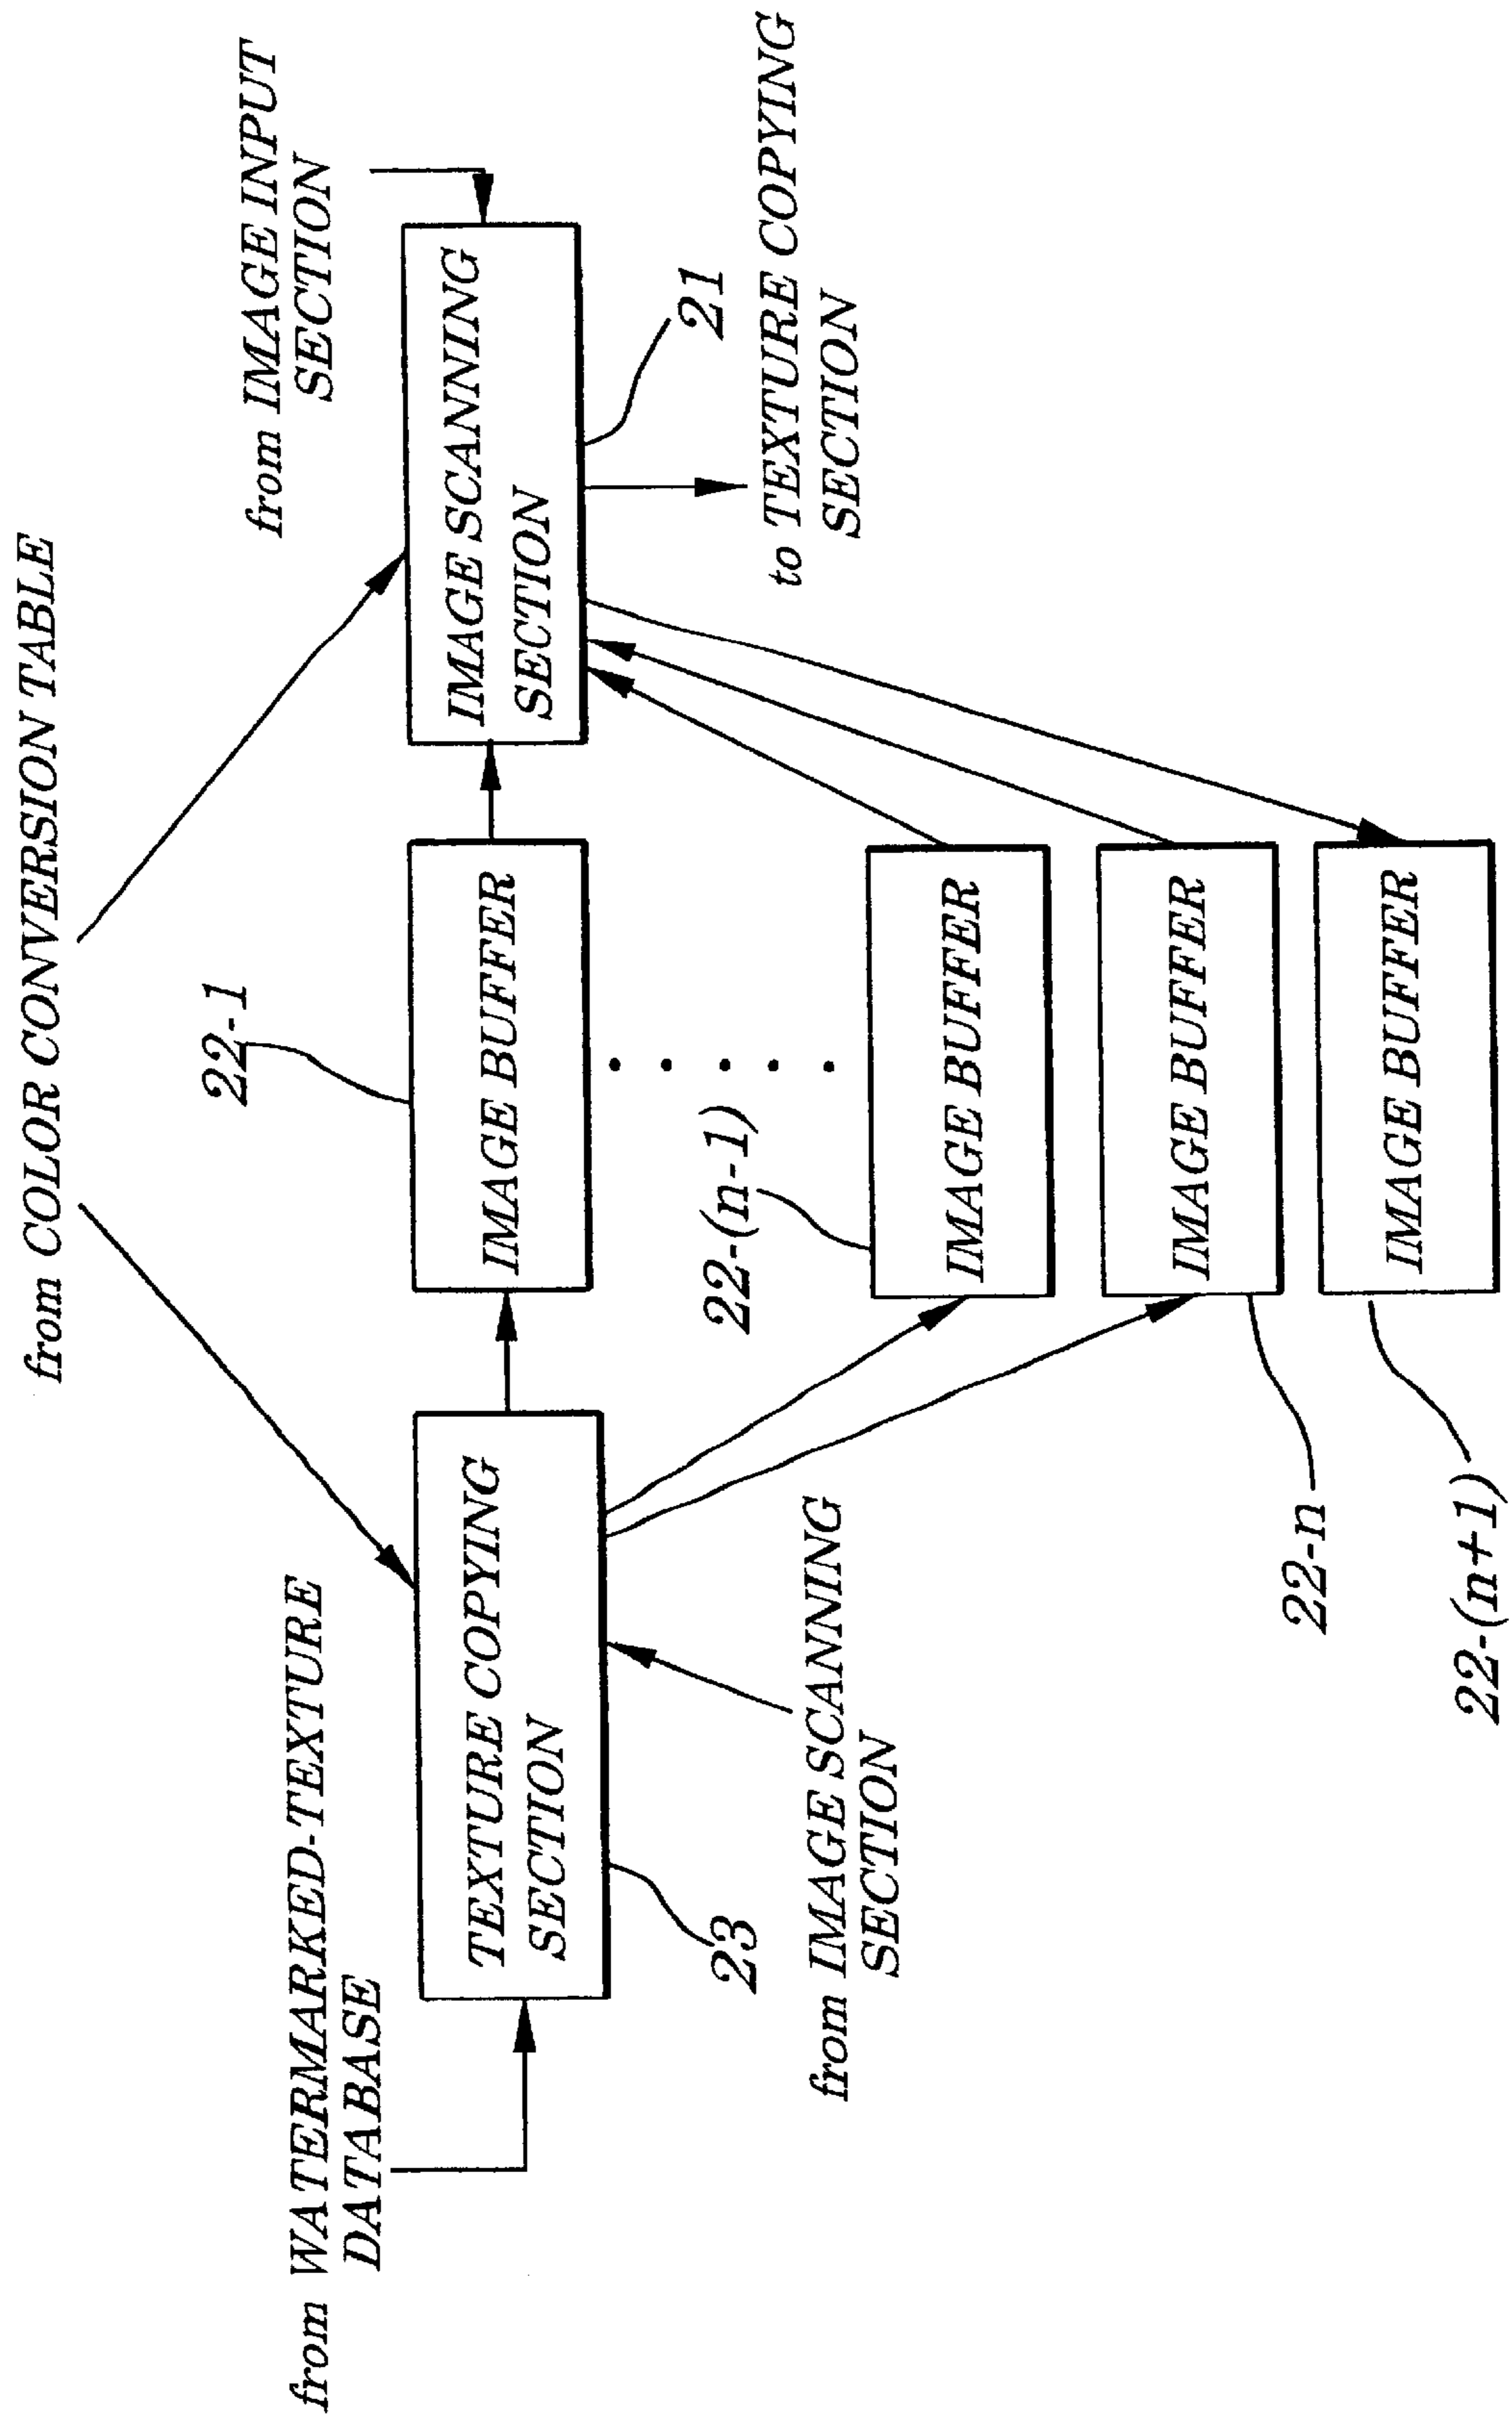 from COLOR CONVERSION TABLE
from WATERMARKED-TEXTURE
DATABASE
22-1
from IMAGE INPUT
SECTION
TEXTURE COPYING
SECTION
IMAGE BUFFER
IMAGE SCANNING
SECTION
23
21
from IMAGE SCANNING
SECTION
to TEXTURE COPYING
SECTION
22-(n-1)
IMAGE BUFFER
IMAGE BUFFER
22-n
IMAGE BUFFER
22-(n+1)